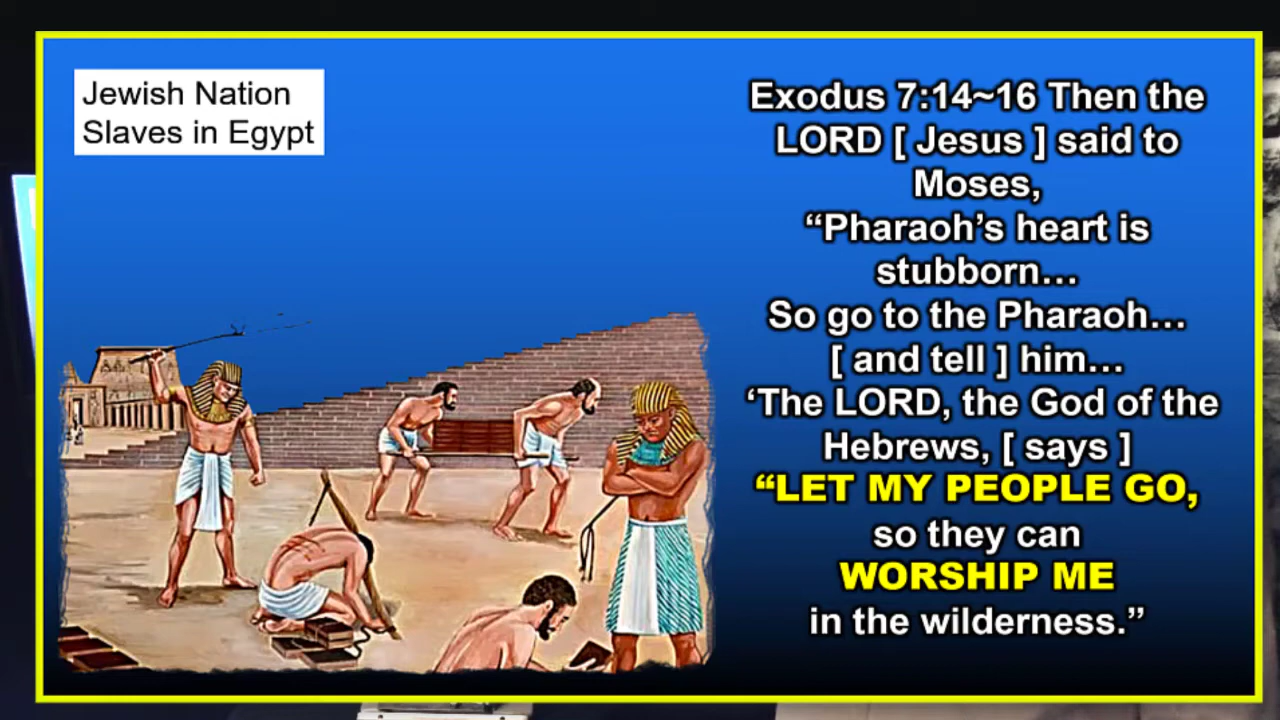 Jewish Nation
Slaves in Egypt
Exodus 7:14~16 Then the
LORD [ Jesus ] said to
Moses,
“Pharaoh’s heart is
stubborn…
So go to the Pharaoh…
[ and tell ] him…
‘The LORD, the God of the
Hebrews, [ says ]
“LET MY PEOPLE GO,
so they can
WORSHIP ME
in the wilderness.”